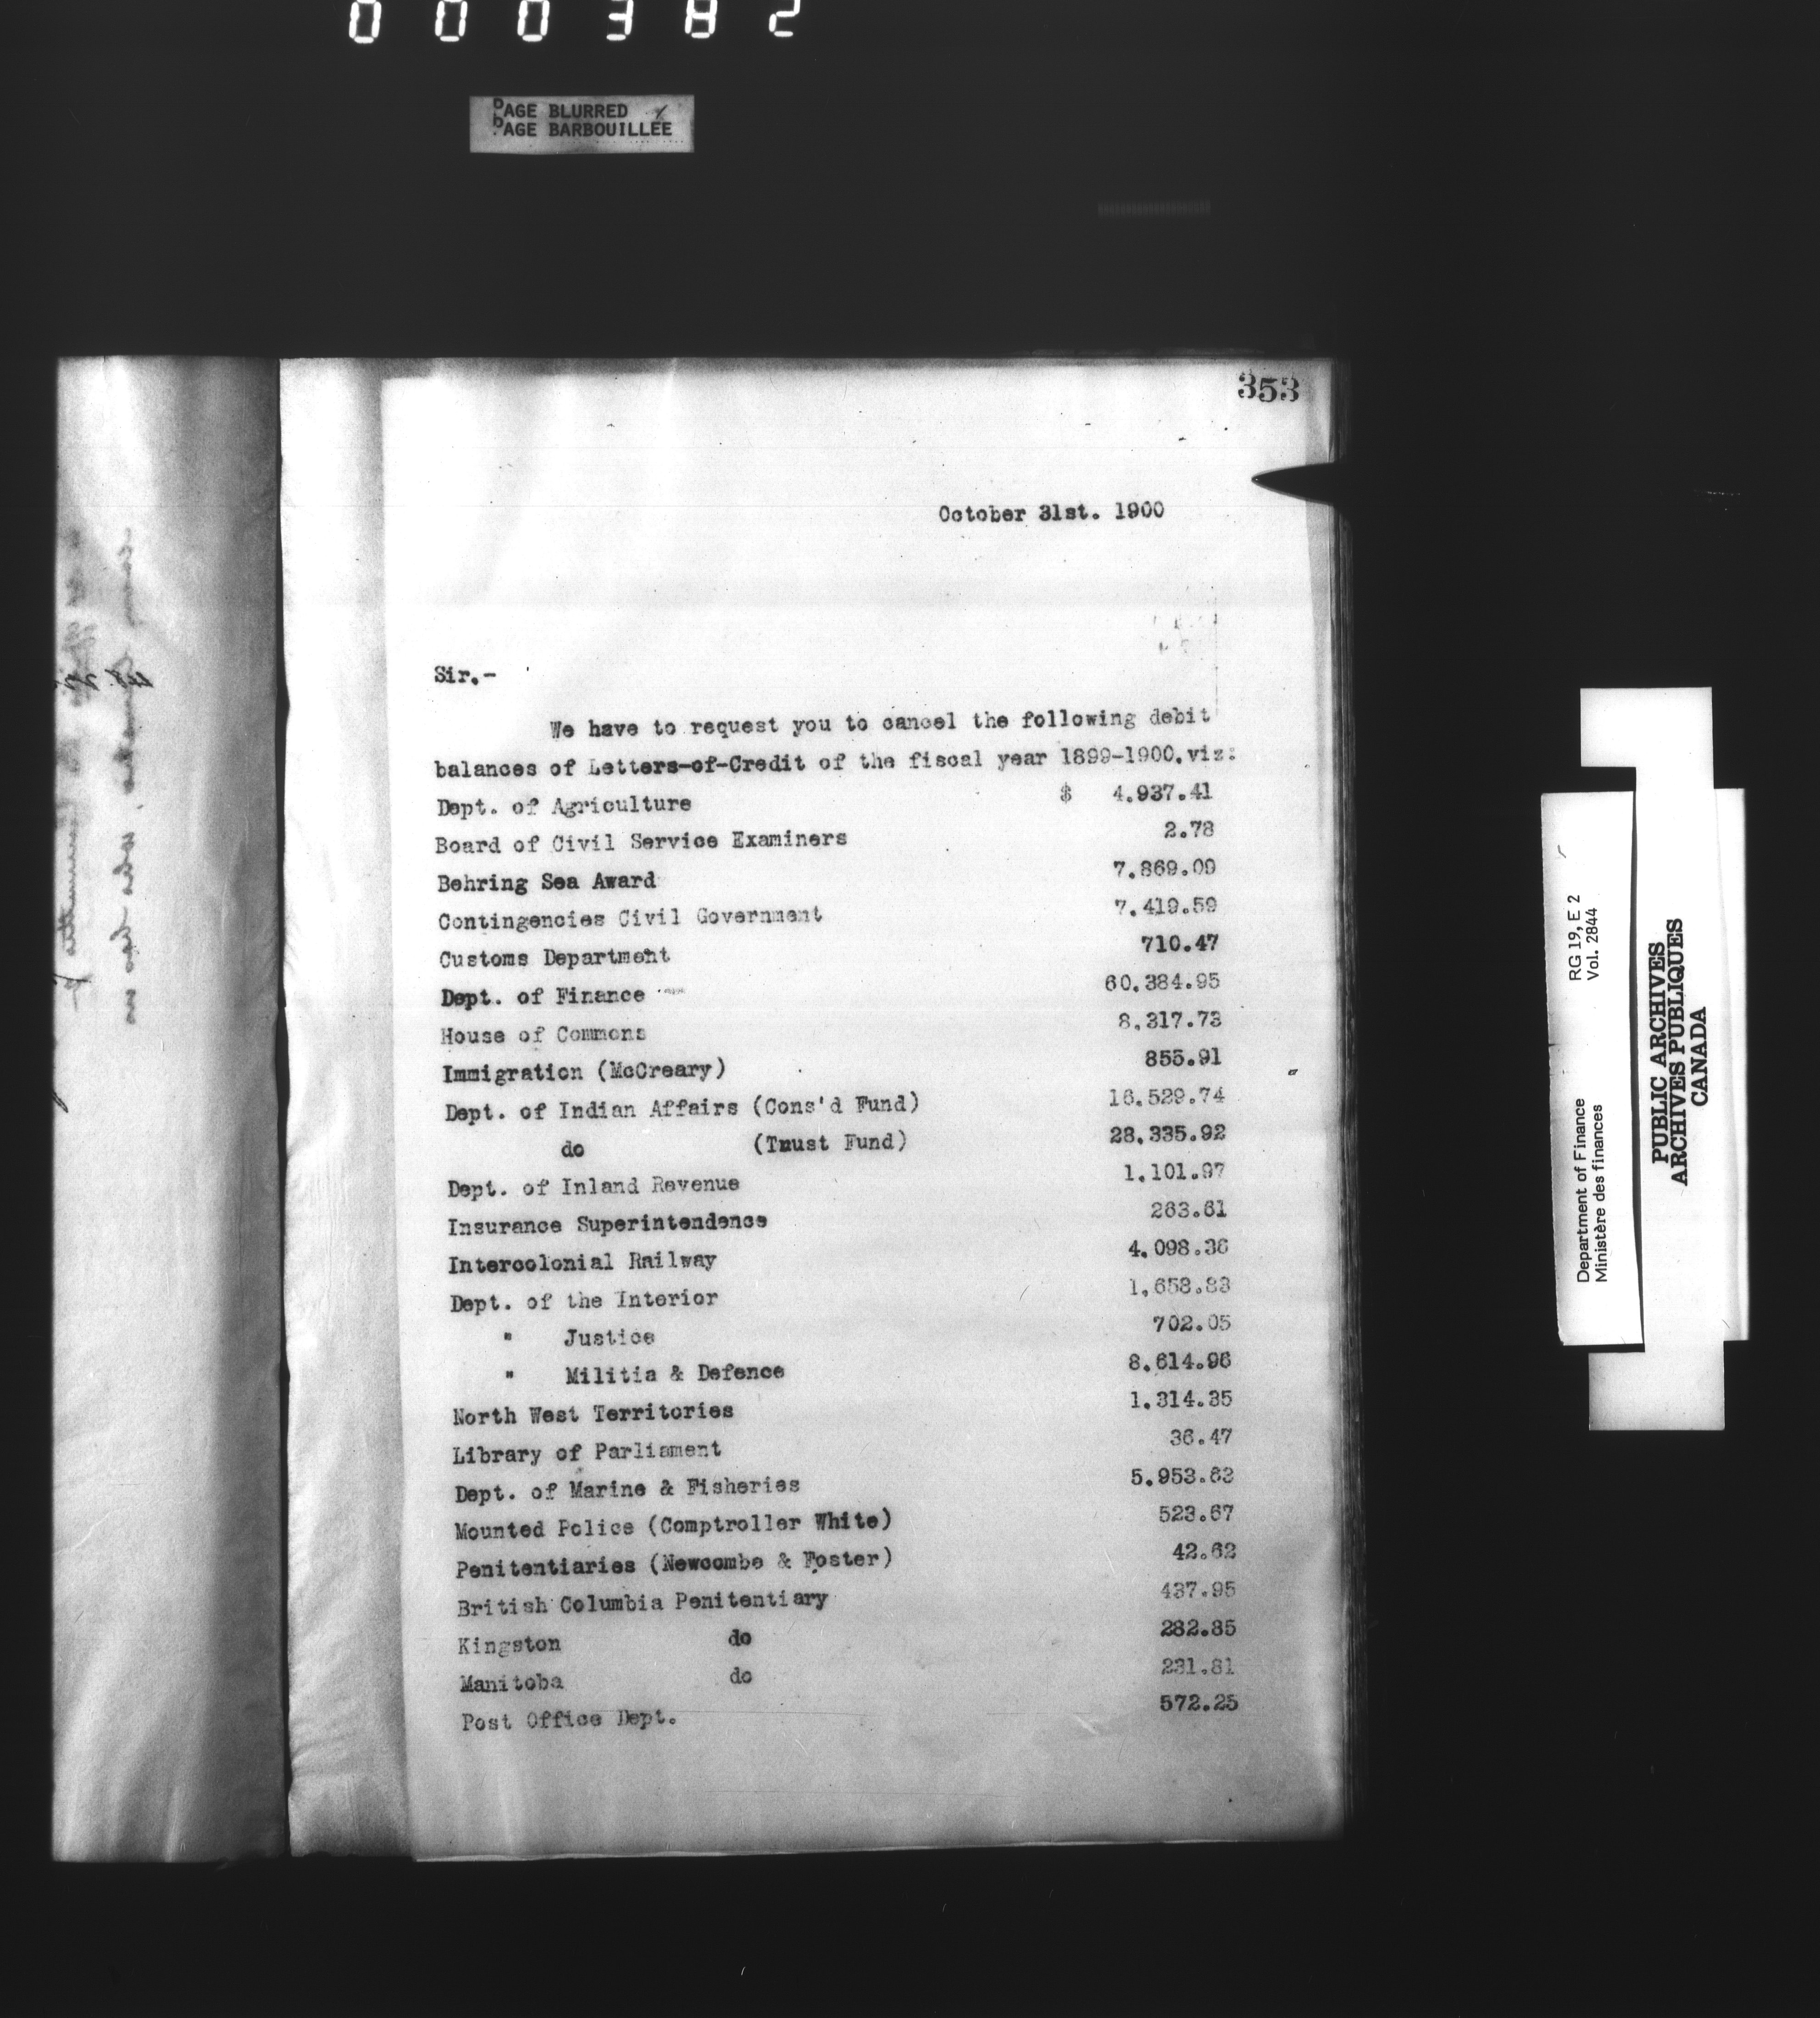 000382
PAGE BLURRED
PAGE BARBOUILLÉE
353
October 31st. 1900
Sir.-
We have to request you to cancel the following debit
balances of Letters-of-Credit of the fiscal year 1899-1900.viz:
Dept. of Agriculture $ 4.937.41
Board of Civil Service Examiners 2.78
Behring Sea Award 7.869.09
Contingencies Civil Government 7.419.59
Customs Department 710.47
Dept. of Finance 60.384.95
House of Commons 8,317.73
Immigration (McCreary) 855.91
Dept. of Indian Affairs (Cons'd Fund) 16.529.74
do (Trust Fund) 28,335.92
Dept. of Inland Revenue 1.101.97
Insurance Superintendence 263.61
Intercolonial Railway 4,098.36
Dept. of the Interior 1,658.83
" Justice 702.05
" Militia & Defence 8.614.96
North West Territories 1.314.35
Library of Parliament 36.47
Dept. of Marine & Fisheries 5.953.63
Mounted Police (Comptroller White) 523.67
Penitentiaries (Newcombe & Foster) 42.62
British Columbia Penitentiary 437.95
Kingston do 282.85
Manitoba do 231.81
Post Office Dept. 572.25
Department of Finance RG 19, E 2
Ministère des finances Vol. 2844
PUBLIC ARCHIVES
ARCHIVES PUBLIQUES
CANADA